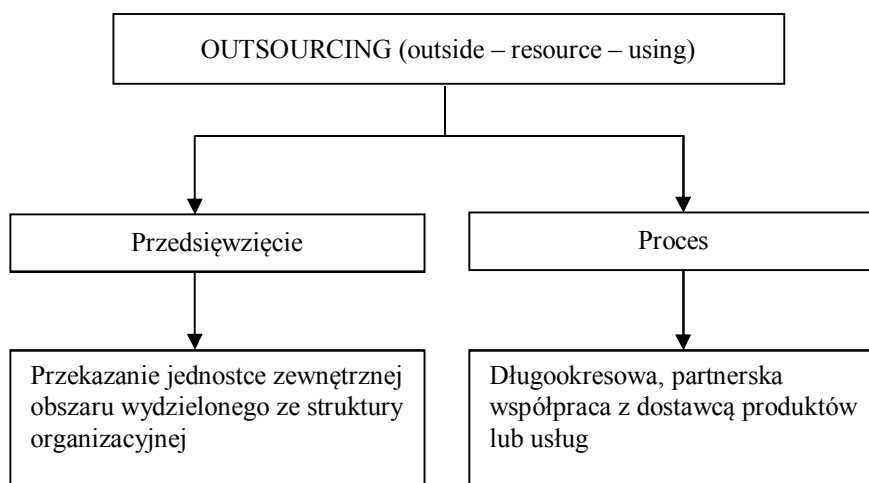 OUTSOURCING (outside – resource – using)
Przedsięwzięcie
Proces
Przekazanie jednostce zewnętrznej
obszaru wydzielonego ze struktury
organizacyjnej
Długookresowa, partnerska
współpraca z dostawcą produktów
lub usług